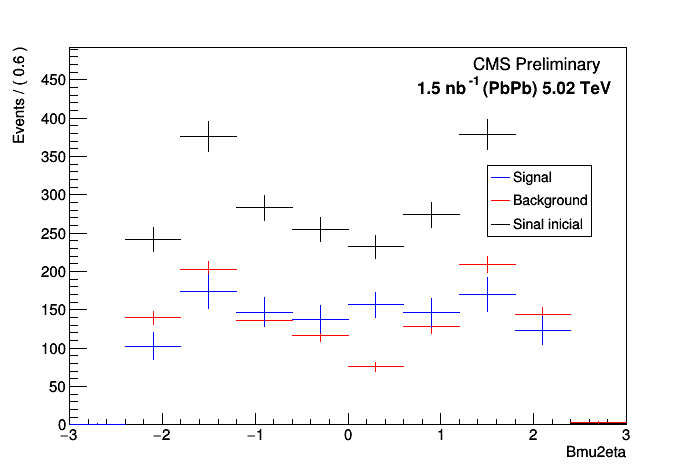 CMS Preliminary
1.5 nb-1 (PbPb) 5.02 TeV
Events / ( 0.6 )
450
400
350
300
250
200
150
100
50
0
Signal
Background
Sinal inicial
−3 −2 −1 0 1 2 3
Bmu2eta